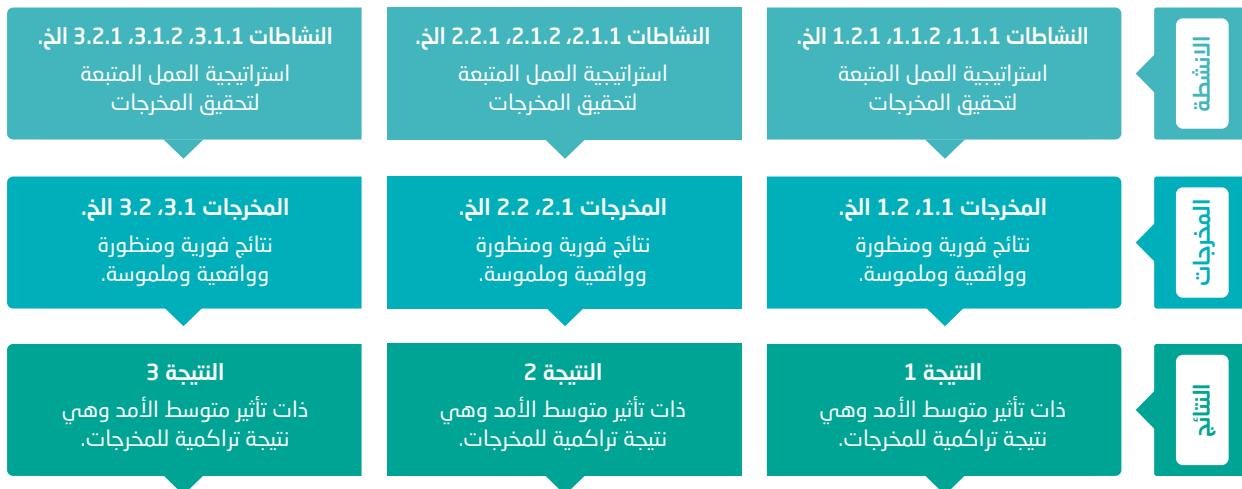 الانشطة
النشاطات 1.1.1، 1.1.2، 1.2.1 الخ.
استراتيجية العمل المتبعة
لتحقيق المخرجات
النشاطات 2.1.1، 2.1.2، 2.2.1 الخ.
استراتيجية العمل المتبعة
لتحقيق المخرجات
النشاطات 3.1.1، 3.1.2، 3.2.1 الخ.
استراتيجية العمل المتبعة
لتحقيق المخرجات
المخرجات
المخرجات 1.1، 1.2 الخ.
نتائج فورية ومنظورة
وواقعية وملموسة.
المخرجات 2.1، 2.2 الخ.
نتائج فورية ومنظورة
وواقعية وملموسة.
المخرجات 3.1، 3.2 الخ.
نتائج فورية ومنظورة
وواقعية وملموسة.
النتائج
النتيجة 1
ذات تأثير متوسط الأمد وهي
نتيجة تراكمية للمخرجات.
النتيجة 2
ذات تأثير متوسط الأمد وهي
نتيجة تراكمية للمخرجات.
النتيجة 3
ذات تأثير متوسط الأمد وهي
نتيجة تراكمية للمخرجات.